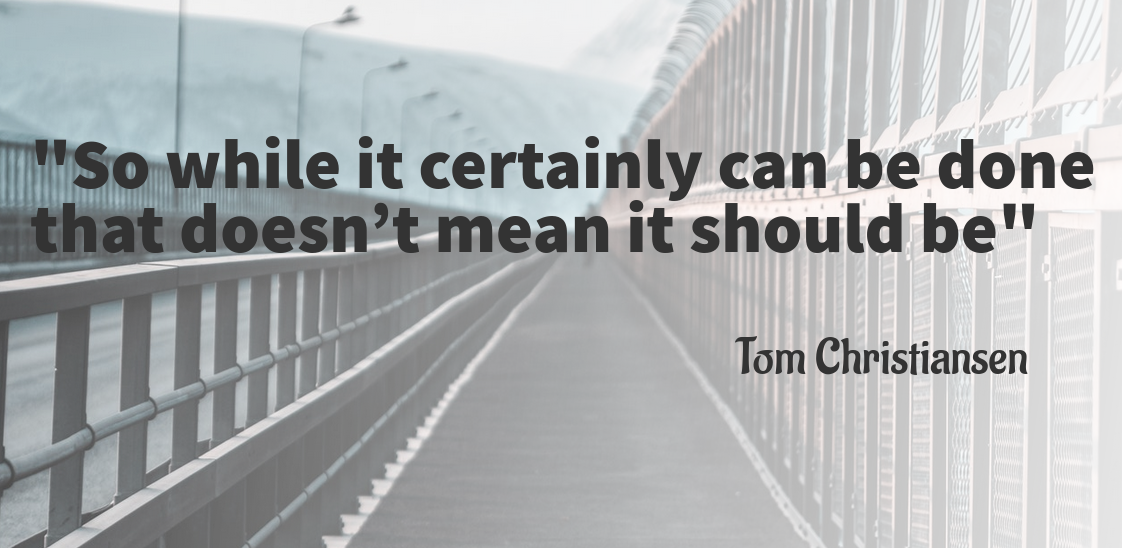 "So while it certainly can be done
that doesn’t mean it should be"
Tom Christiansen